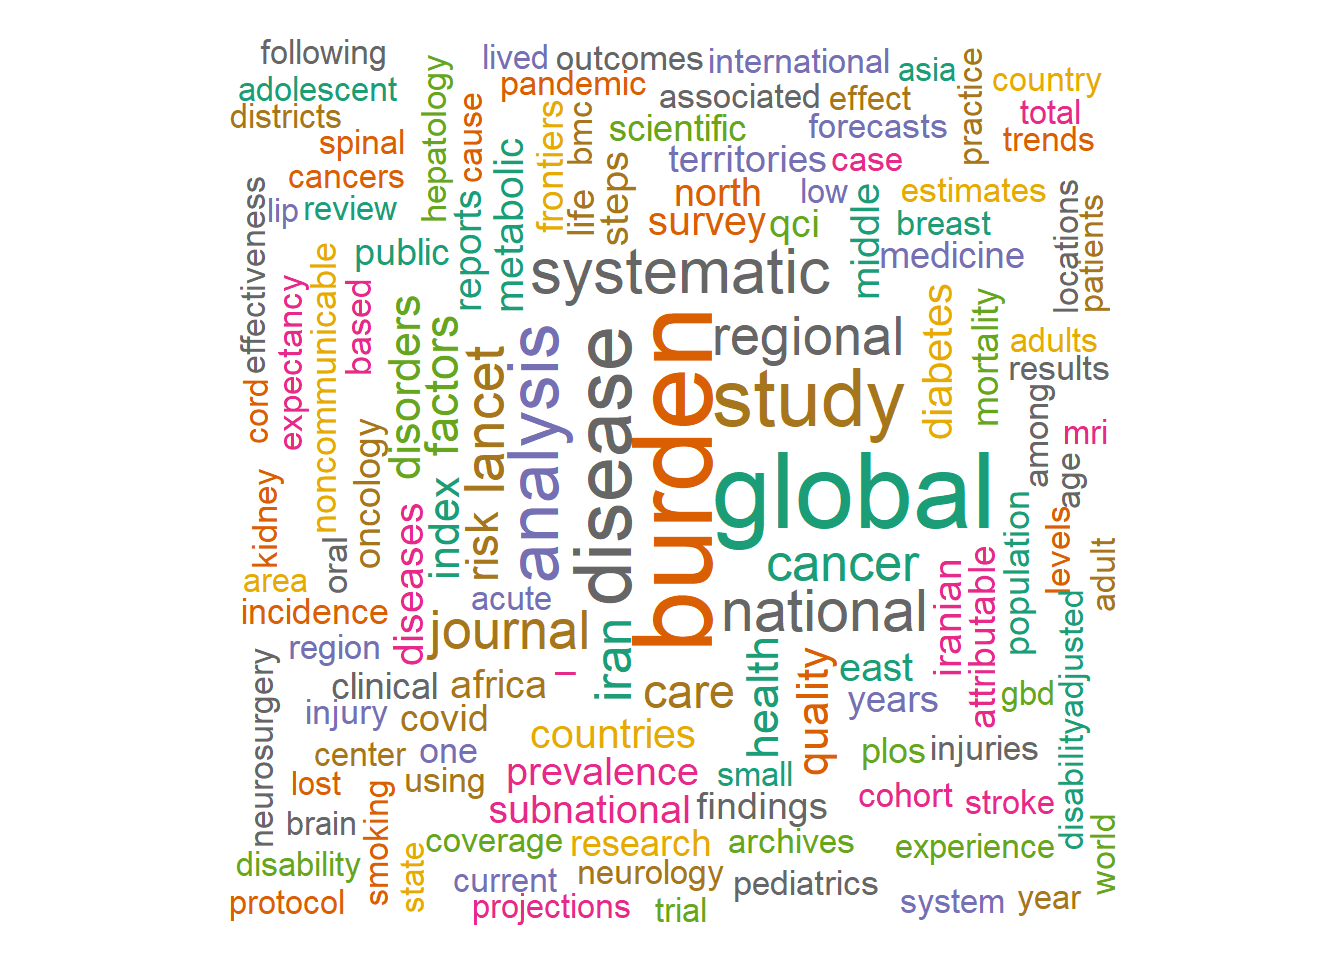 following
lived
outcomes
international
asia
practice
country
adolescent
hepatology
pandemic
associated
effect
total
districts
cause
frontiers
bmc
scientific
forecasts
trends
spinal
metabolic
steps
territories
case
cancers
north
low
estimates
effectiveness
lip
review
reports
life
survey
qci
middle
breast
locations
patients
public
systematic
medicine
noncommunicable
expectancy
based
disorders
factors
lancet
analysis
disease
burden
regional
diabetes
mortality
adults
results
cord
study
among
mri
oncology
age
kidney
index
risk
global
population
levels
oral
diseases
cancer
adult
area
acute
national
iranian
attributable
incidence
journal
iran
disabilityadjusted
region
–
health
quality
east
neurosurgery
clinical
africa
care
years
gbd
injury
covid
countries
center
one
plos
injuries
lost
using
prevalence
small
smoking
subnational
findings
cohort
stroke
brain
coverage
research
archives
experience
world
disability
state
current
neurology
pediatrics
protocol
projections
trial
system
year